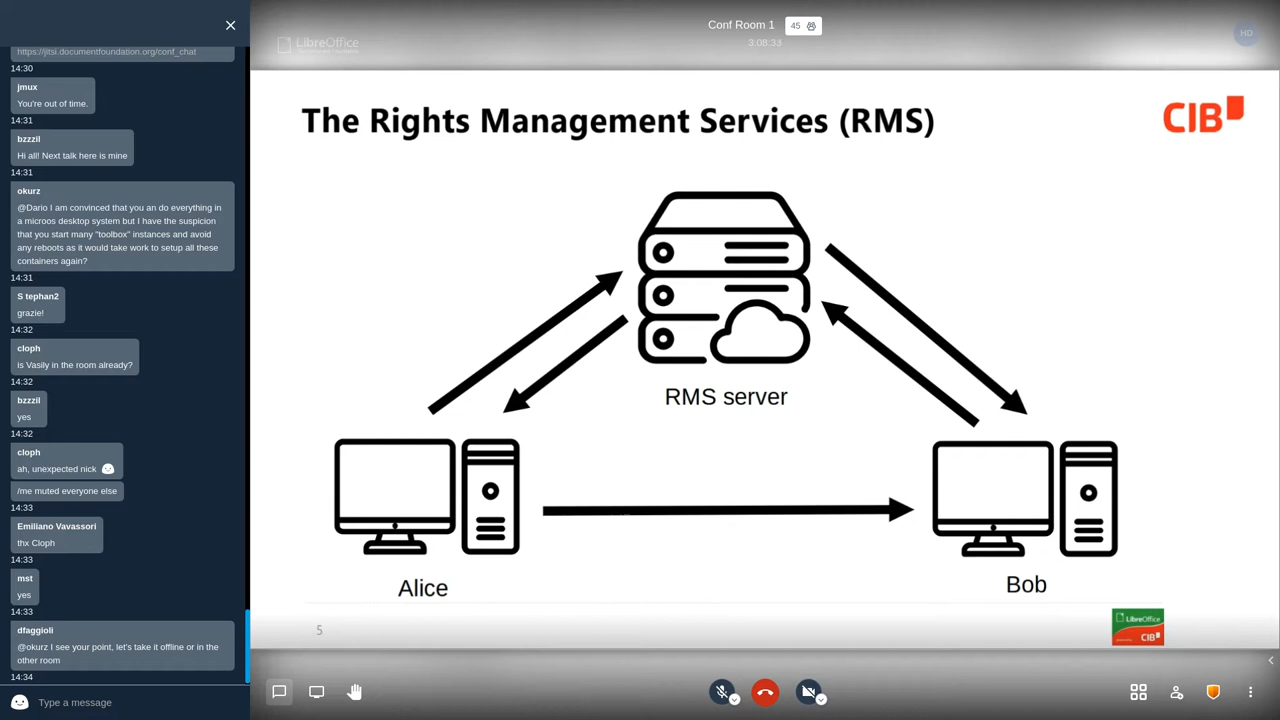 https://jitsi.documentfoundation.org/conf_chat
14:30
jmux
You're out of time.
14:31
bzzzil
Hi all! Next talk here is mine
14:31
okurz
@Dario I am convinced that you an do everything in
a microos desktop system but I have the suspicion
that you start many "toolbox" instances and avoid
any reboots as it would take work to setup all these
containers again?
14:31
S tephan2
grazie!
14:32
cloph
is Vasily in the room already?
14:32
bzzzil
yes
14:32
cloph
ah, unexpected nick
/me muted everyone else
14:33
Emiliano Vavassori
thx Cloph
14:33
mst
yes
14:33
dfaggioli
@okurz I see your point, let's take it offline or in the
other room
14:34
Type a message
Conf Room 1
45
3:08:33
LibreOffice
HD
The Rights Management Services (RMS)
CIB
RMS server
Alice
Bob
5
LibreOffice
CIB